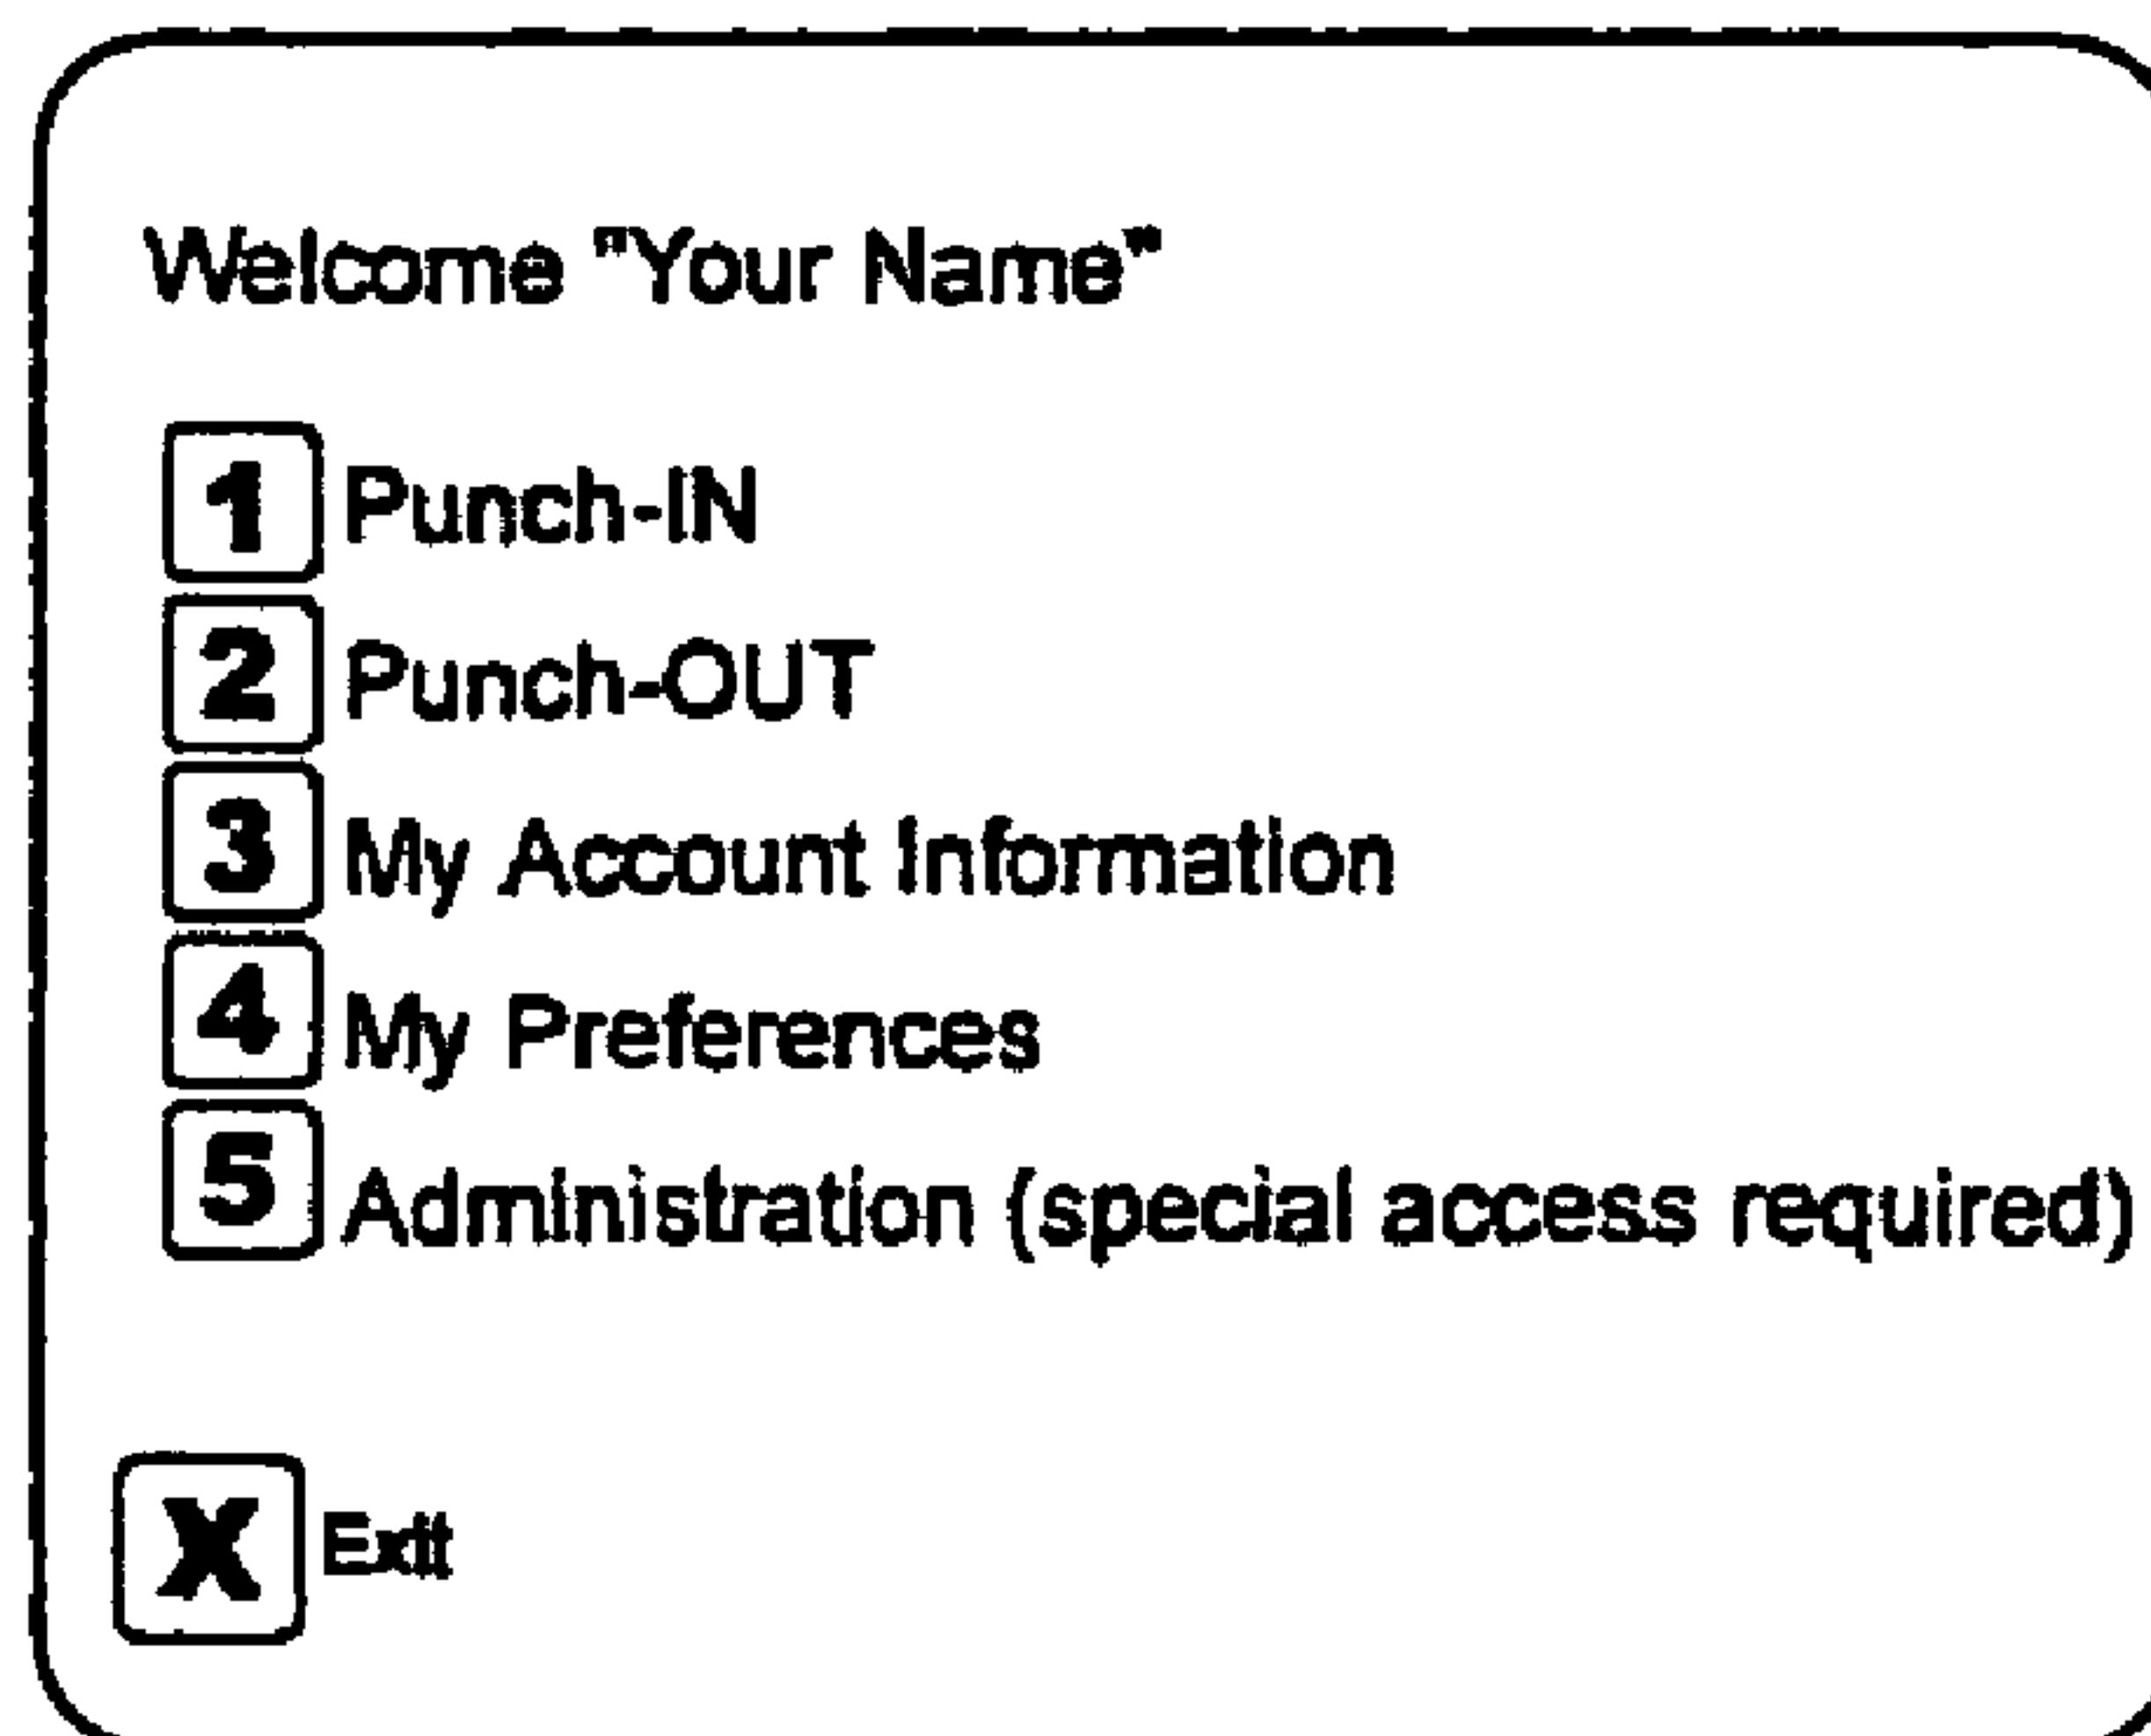 Welcome "Your Name"
1 Punch-IN
2 Punch-OUT
3 My Account Information
4 My Preferences
5 Administration (special access required)
X Exit